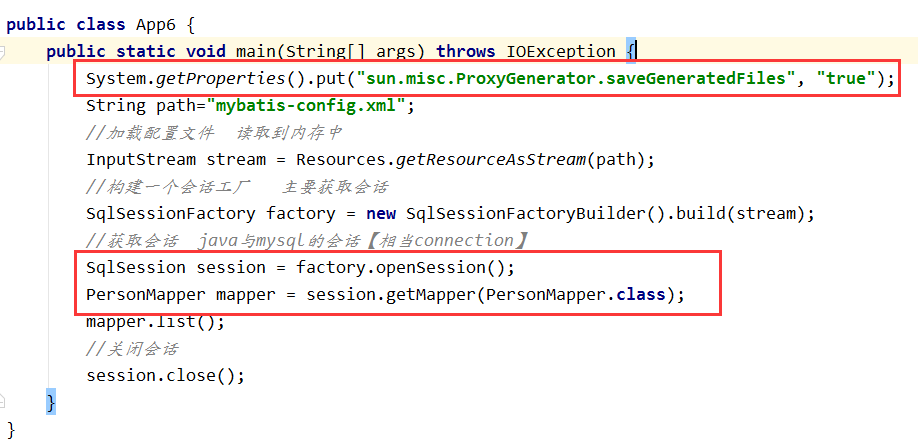 public class App6 {
public static void main(String[] args) throws IOException {
System.getProperties().put("sun.misc.ProxyGenerator.saveGeneratedFiles", "true");
String path="mybatis-config.xml";
//加载配置文件 读取到内存中
InputStream stream = Resources.getResourceAsStream(path);
//构建一个会话工厂 主要获取会话
SqlSessionFactory factory = new SqlSessionFactoryBuilder().build(stream);
//获取会话 java与mysql的会话【相当connection】
SqlSession session = factory.openSession();
PersonMapper mapper = session.getMapper(PersonMapper.class);
mapper.list();
//关闭会话
session.close();
}
}